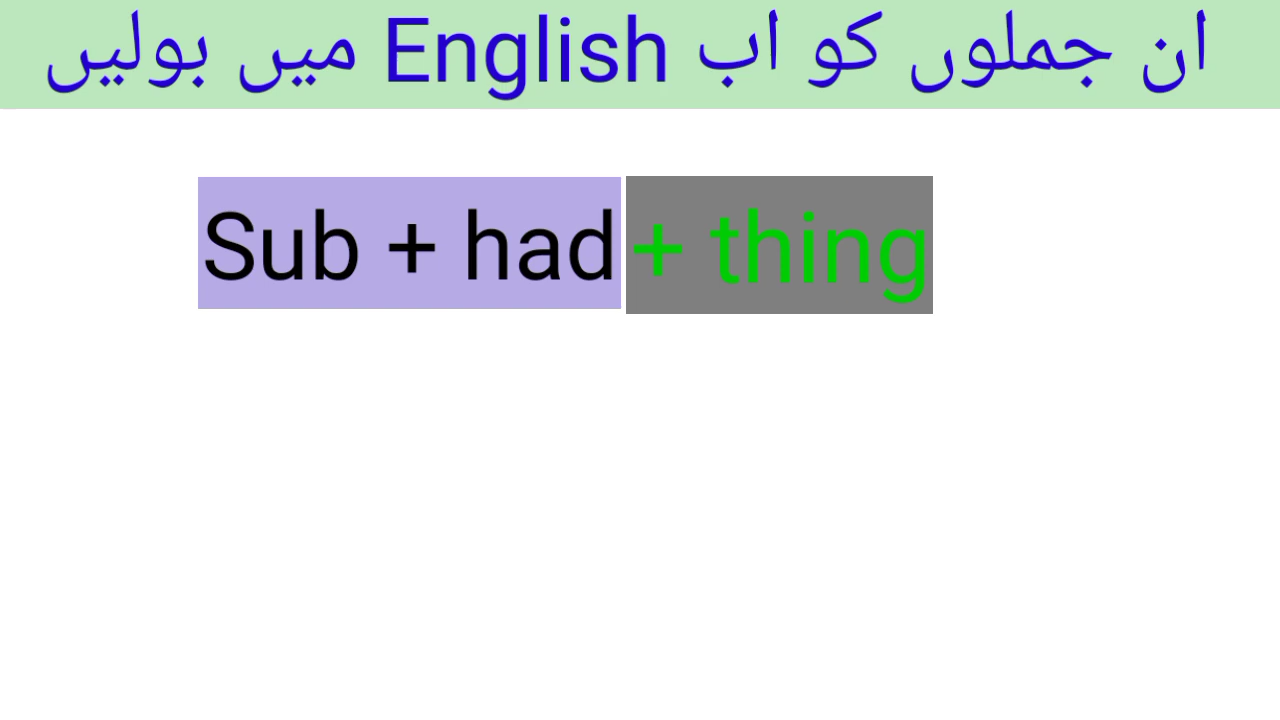 ان جملوں کو اب English میں بولیں
Sub + had + thing